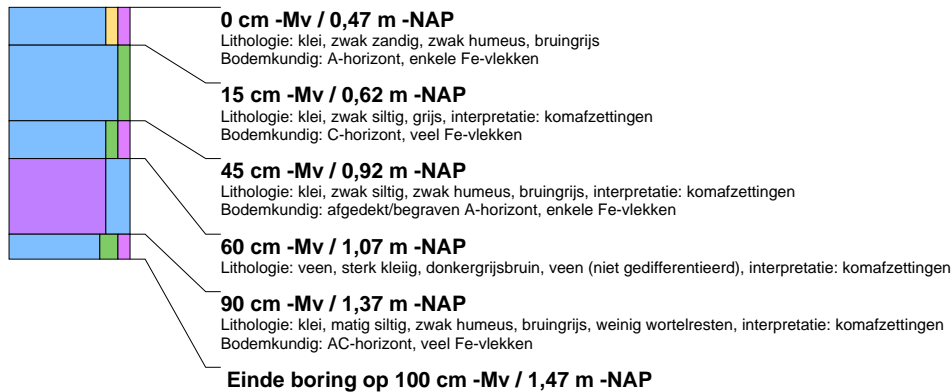 0 cm -Mv / 0,47 m -NAP
Lithologie: klei, zwak zandig, zwak humeus, bruingrijs
Bodemkundig: A-horizont, enkele Fe-vlekken
15 cm -Mv / 0,62 m -NAP
Lithologie: klei, zwak siltig, grijs, interpretatie: komafzettingen
Bodemkundig: C-horizont, veel Fe-vlekken
45 cm -Mv / 0,92 m -NAP
Lithologie: klei, zwak siltig, zwak humeus, bruingrijs, interpretatie: komafzettingen
Bodemkundig: afgedekt/begraven A-horizont, enkele Fe-vlekken
60 cm -Mv / 1,07 m -NAP
Lithologie: veen, sterk kleiig, donkergrijsbruin, veen (niet gedifferentieerd), interpretatie: komafzettingen
90 cm -Mv / 1,37 m -NAP
Lithologie: klei, matig siltig, zwak humeus, bruingrijs, weinig wortelresten, interpretatie: komafzettingen
Bodemkundig: AC-horizont, veel Fe-vlekken
Einde boring op 100 cm -Mv / 1,47 m -NAP